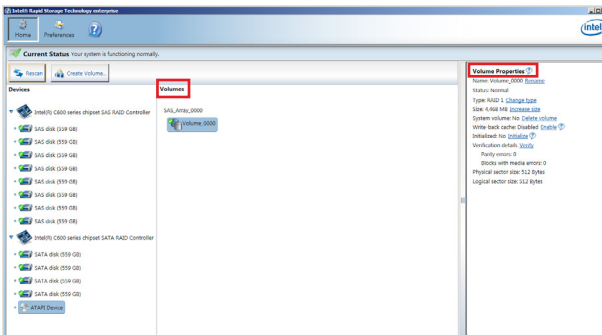 Intel® Rapid Storage Technology enterprise
Home
Preferences
?
intel
Current Status Your system is functioning normally.
Rescan
Create Volume...
Devices
Intel(R) C600 series chipset SAS RAID Controller
SAS disk (559 GB)
SAS disk (559 GB)
SAS disk (559 GB)
SAS disk (559 GB)
SAS disk (559 GB)
SAS disk (559 GB)
SAS disk (559 GB)
SAS disk (559 GB)
Intel(R) C600 series chipset SATA RAID Controller
SATA disk (559 GB)
SATA disk (559 GB)
SATA disk (559 GB)
SATA disk (559 GB)
ATAPI Device
Volumes
SAS_Array_0000
Volume_0000
Volume Properties ?
Name: Volume_0000 Rename
Status: Normal
Type: RAID 1 Change type
Size: 4,468 MB Increase size
System volume: No Delete volume
Write back cache: Disabled Enable ?
Initialized: No Initialize ?
Verification details Verify
Parity errors: 0
Blocks with media errors: 0
Physical sector size: 512 Bytes
Logical sector size: 512 Bytes